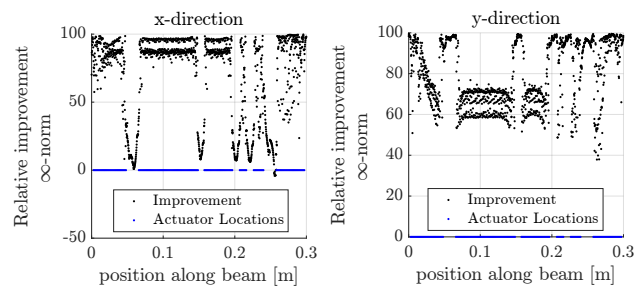 x-direction
Relative improvement
∞-norm
100
50
0
-50
Improvement
Actuator Locations
0
0.1
0.2
0.3
position along beam [m]
y-direction
Relative improvement
∞-norm
100
80
60
40
20
0
Improvement
Actuator Locations
0
0.1
0.2
0.3
position along beam [m]